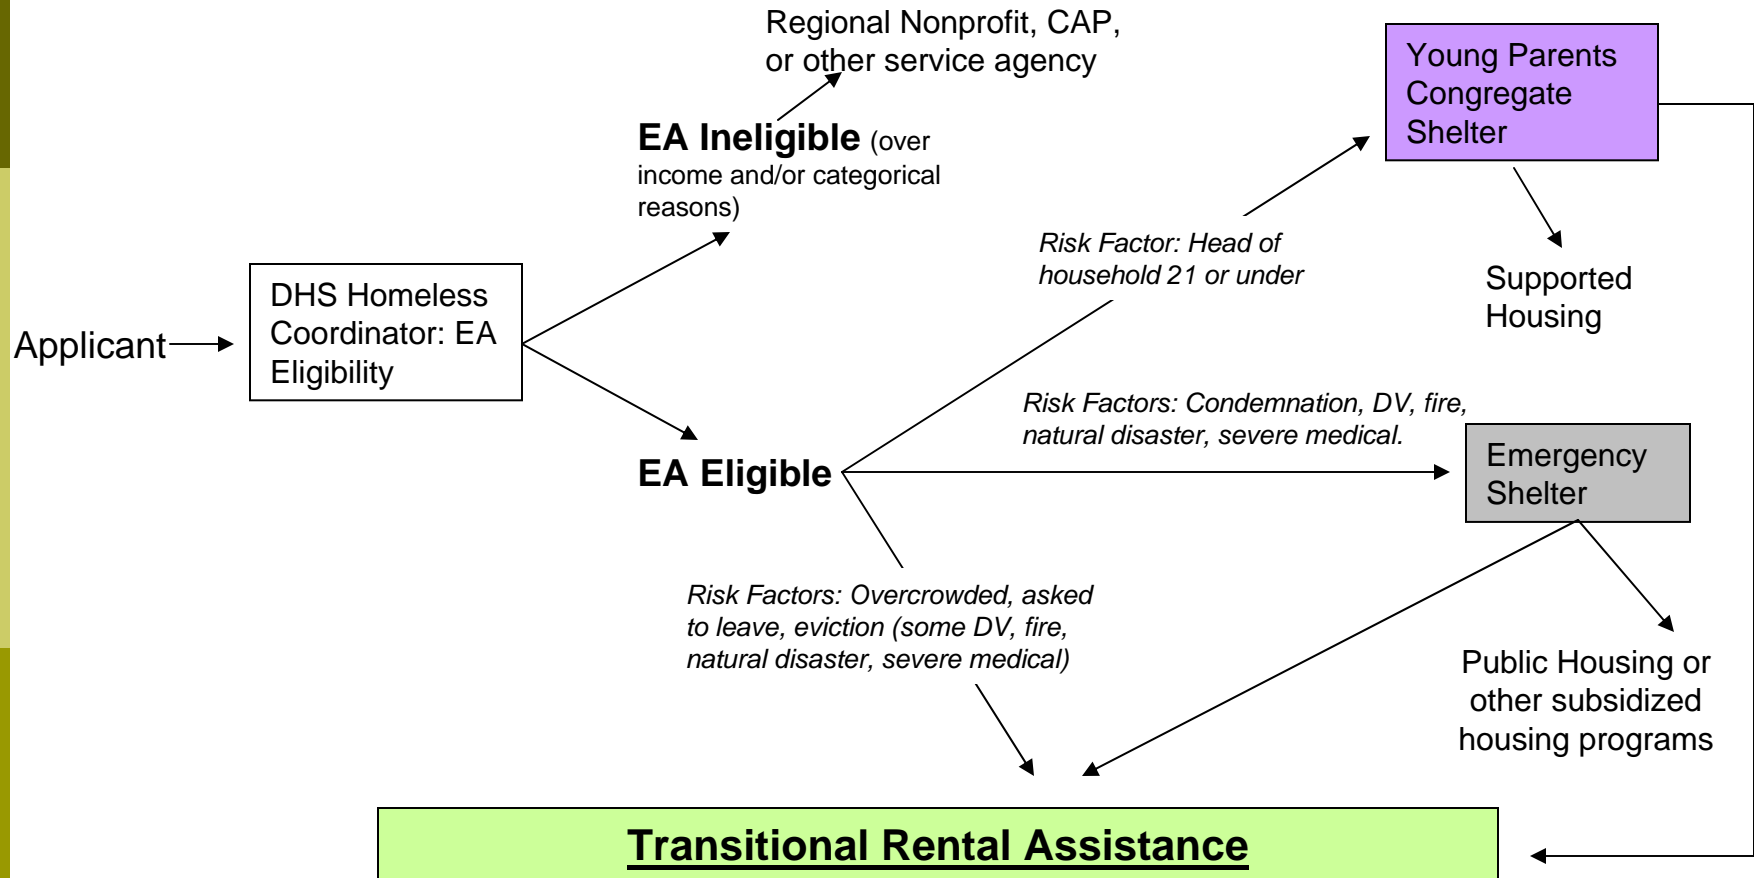 Regional Nonprofit, CAP,
or other service agency
Young Parents
Congregate
Shelter
EA Ineligible (over
income and/or categorical
reasons)
Risk Factor: Head of
household 21 or under
Supported
Housing
DHS Homeless
Coordinator: EA
Eligibility
Applicant
Risk Factors: Condemnation, DV, fire,
natural disaster, severe medical.
EA Eligible
Emergency
Shelter
Risk Factors: Overcrowded, asked
to leave, eviction (some DV, fire,
natural disaster, severe medical)
Public Housing or
other subsidized
housing programs
Transitional Rental Assistance